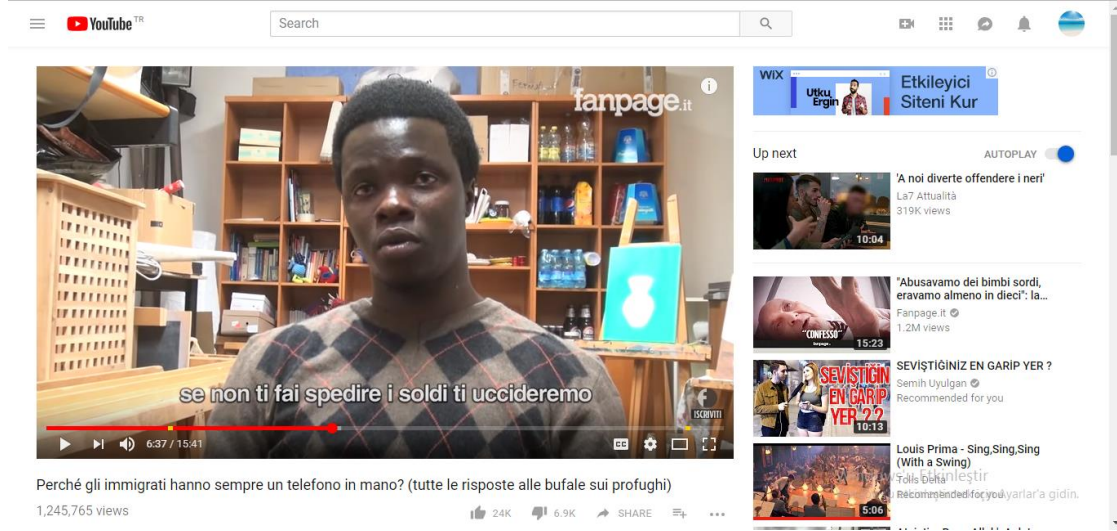 YouTube TR
Search
fanpage.it
se non ti fai spedire i soldi ti uccideremo
ISCRIVITI
6:37 / 15:41
CC
Perché gli immigrati hanno sempre un telefono in mano? (tutte le risposte alle bufale sui profughi)
1,245,765 views
24K
6.9K
SHARE
WiX
Utku
Ergin
Etkileyici
Siteni Kur
Up next
AUTOPLAY
'A noi diverte offendere i neri'
La7 Attualità
319K views
10:04
"Abusavamo dei bimbi sordi,
eravamo almeno in dieci": la...
Fanpage.it
1.2M views
"CONFESSO"
15:23
SEVİŞTİĞİNİZ EN GARİP YER ?
Semih Uyulgan
Recommended for you
SEVİŞTİĞİN
EN GARİP
YER ??
10:13
Louis Prima - Sing,Sing,Sing
(With a Swing)
Tolis Delta
Recommended for you
5:06